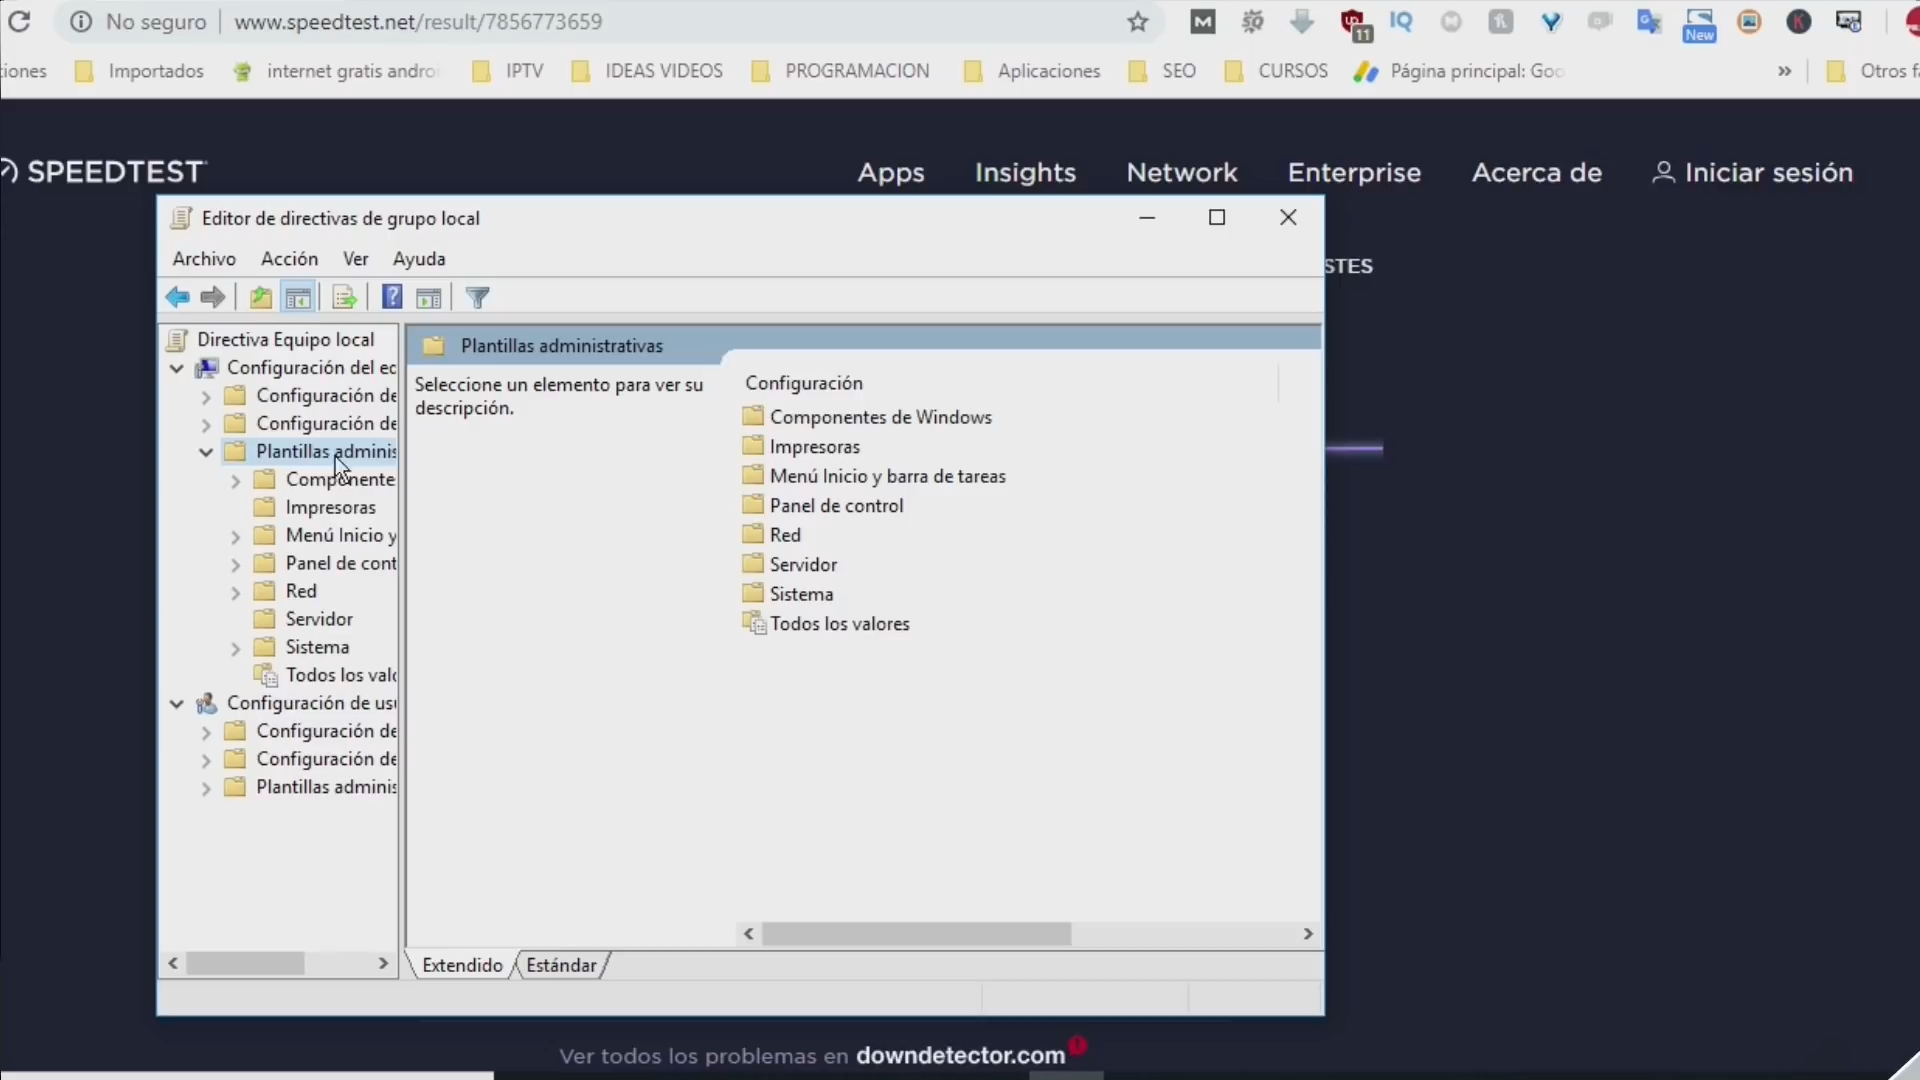 No seguro
www.speedtest.net/result/7856773659
M
UD
11
IQ
New
K
iones
Importados
internet gratis andro
IPTV
IDEAS VIDEOS
PROGRAMACION
Aplicaciones
SEO
CURSOS
Página principal: Goo
»
Otros fa
SPEEDTEST
Apps
Insights
Network
Enterprise
Acerca de
Iniciar sesión
STES
Editor de directivas de grupo local
Archivo
Acción
Ver
Ayuda
Directiva Equipo local
Configuración del ec
Configuración de
Configuración de
Plantillas adminis
Componente
Impresoras
Menú Inicio y
Panel de cont
Red
Servidor
Sistema
Todos los valo
Configuración de usu
Configuración de
Configuración de
Plantillas adminis
Plantillas administrativas
Seleccione un elemento para ver su
descripción.
Configuración
Componentes de Windows
Impresoras
Menú Inicio y barra de tareas
Panel de control
Red
Servidor
Sistema
Todos los valores
Extendido
Estándar
Ver todos los problemas en downdetector.com